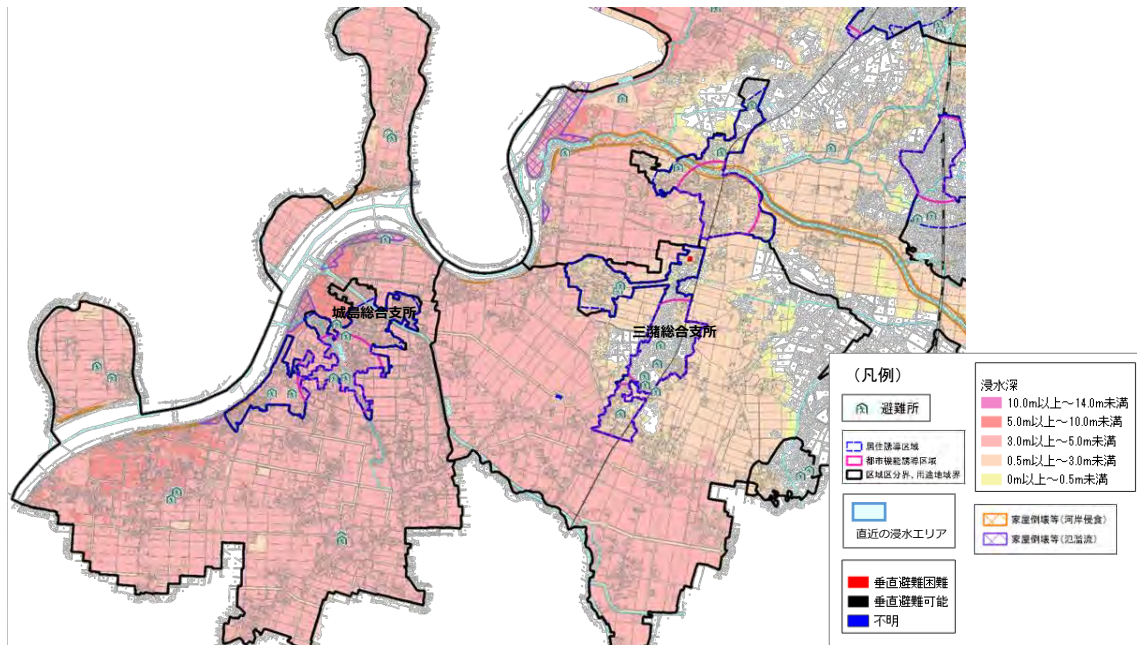 城島総合支所
三潴総合支所
(凡例)
避難所
居住誘導区域
都市機能誘導区域
区域区分界、用途地域界
直近の浸水エリア
垂直避難困難
垂直避難可能
不明
浸水深
10.0m以上～14.0m未満
5.0m以上～10.0m未満
3.0m以上～5.0m未満
0.5m以上～3.0m未満
0m以上～0.5m未満
家屋倒壊等(河岸侵食)
家屋倒壊等(氾濫流)